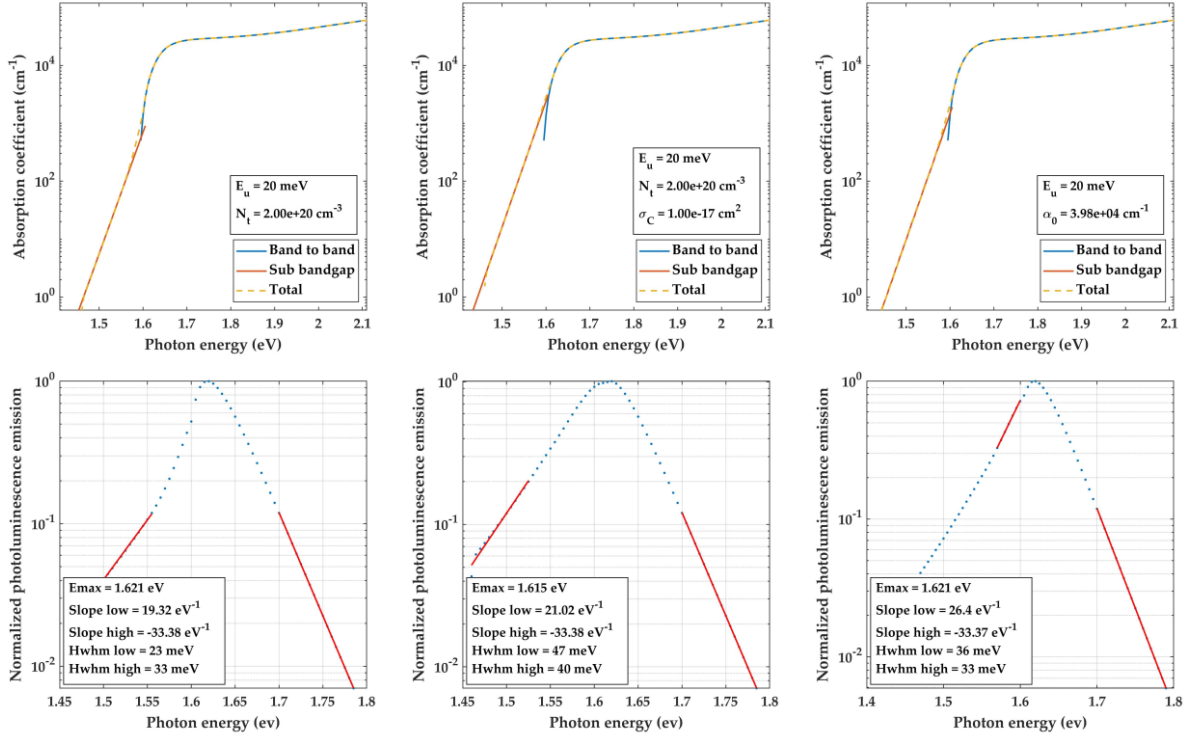 Absorption coefficient (cm⁻¹)
10⁴
10²
10⁰
E_u = 20 meV
N_t = 2.00e+20 cm⁻³
Band to band
Sub bandgap
Total
1.5 1.6 1.7 1.8 1.9 2 2.1
Photon energy (eV)
Absorption coefficient (cm⁻¹)
10⁴
10²
10⁰
E_u = 20 meV
N_t = 2.00e+20 cm⁻³
σ_C = 1.00e-17 cm²
Band to band
Sub bandgap
Total
1.5 1.6 1.7 1.8 1.9 2 2.1
Photon energy (eV)
Absorption coefficient (cm⁻¹)
10⁴
10²
10⁰
E_u = 20 meV
α_0 = 3.98e+04 cm⁻¹
Band to band
Sub bandgap
Total
1.5 1.6 1.7 1.8 1.9 2 2.1
Photon energy (eV)
Normalized photoluminescence emission
10⁰
10⁻¹
10⁻²
Emax = 1.621 eV
Slope low = 19.32 eV⁻¹
Slope high = -33.38 eV⁻¹
Hwhm low = 23 meV
Hwhm high = 33 meV
1.45 1.5 1.55 1.6 1.65 1.7 1.75 1.8
Photon energy (ev)
Normalized photoluminescence emission
10⁰
10⁻¹
10⁻²
Emax = 1.615 eV
Slope low = 21.02 eV⁻¹
Slope high = -33.38 eV⁻¹
Hwhm low = 47 meV
Hwhm high = 40 meV
1.45 1.5 1.55 1.6 1.65 1.7 1.75 1.8
Photon energy (ev)
Normalized photoluminescence emission
10⁰
10⁻¹
10⁻²
Emax = 1.621 eV
Slope low = 26.4 eV⁻¹
Slope high = -33.37 eV⁻¹
Hwhm low = 36 meV
Hwhm high = 33 meV
1.4 1.5 1.6 1.7 1.8
Photon energy (ev)